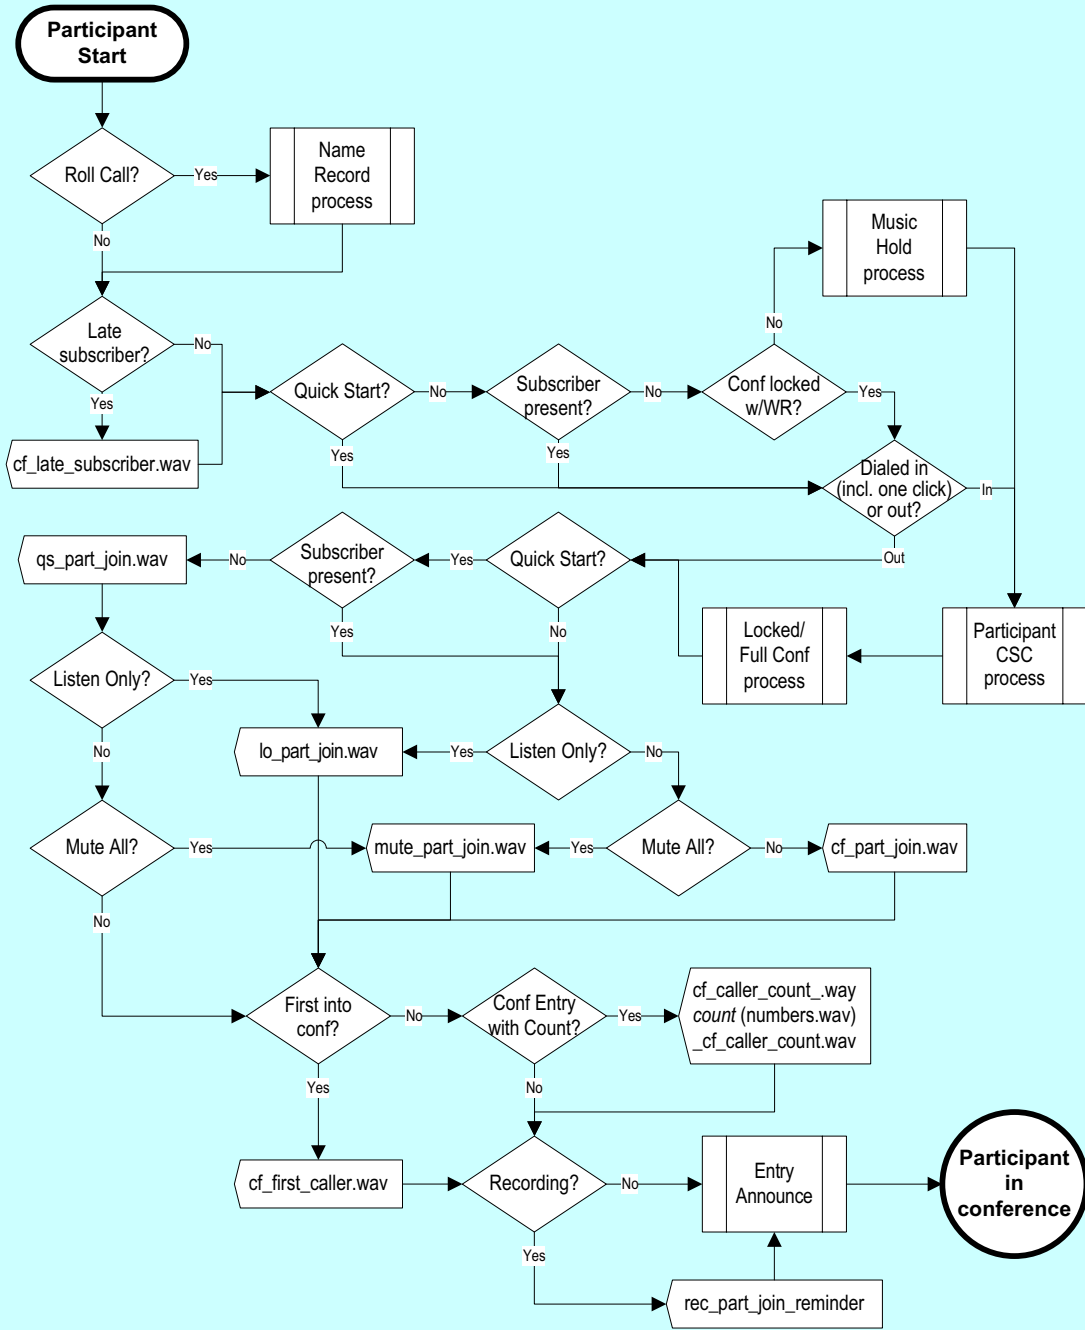 Participant
Start
Roll Call?
Yes
Name
Record
process
No
Music
Hold
process
Late
subscriber?
No
No
Yes
Quick Start?
No
Subscriber
present?
No
Conf locked
w/WR?
Yes
cf_late_subscriber.wav
Yes
Yes
Dialed in
(incl. one click)
or out?
In
qs_part_join.wav
No
Subscriber
present?
Yes
Quick Start?
Out
Yes
No
Locked/
Full Conf
process
Participant
CSC
process
Listen Only?
Yes
No
lo_part_join.wav
Yes
Listen Only?
No
Mute All?
Yes
mute_part_join.wav
Yes
Mute All?
No
cf_part_join.wav
No
First into
conf?
No
Conf Entry
with Count?
Yes
cf_caller_count_.way
count (numbers.wav)
_cf_caller_count.wav
Yes
No
cf_first_caller.wav
Recording?
No
Entry
Announce
Participant
in
conference
Yes
rec_part_join_reminder